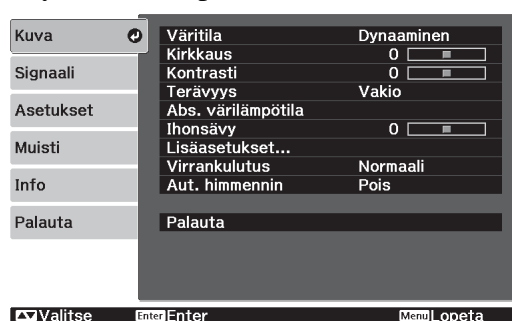 Kuva
Signaali
Asetukset
Muisti
Info
Palauta
Väritila Dynaaminen
Kirkkaus 0
Kontrasti 0
Terävyys Vakio
Abs. värilämpötila
Ihonsävy 0
Lisäasetukset...
Virrankulutus Normaali
Aut. himmennin Pois
Palauta
Valitse Enter Enter Menu Lopeta